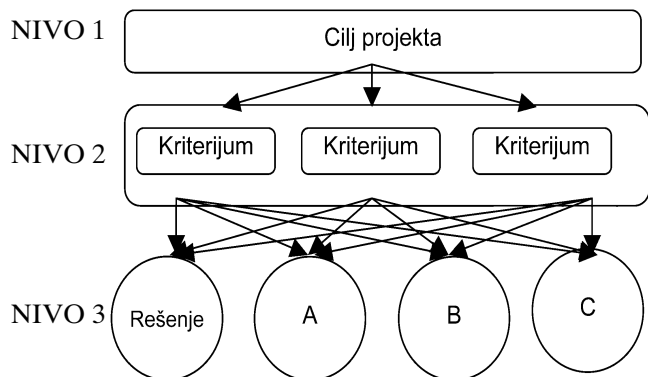 NIVO 1
Cilj projekta
NIVO 2
Kriterijum
Kriterijum
Kriterijum
NIVO 3
Rešenje
A
B
C